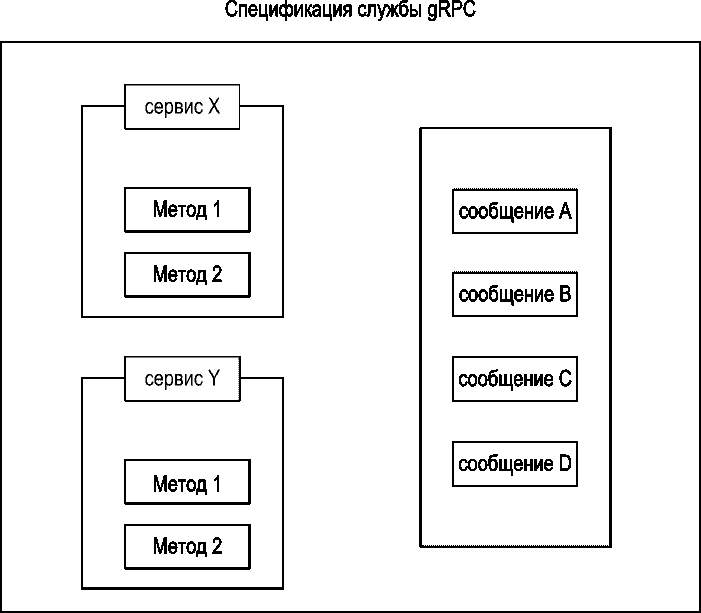 Спецификация службы gRPC
сервис X
Метод 1
Метод 2
сервис Y
Метод 1
Метод 2
сообщение A
сообщение B
сообщение C
сообщение D